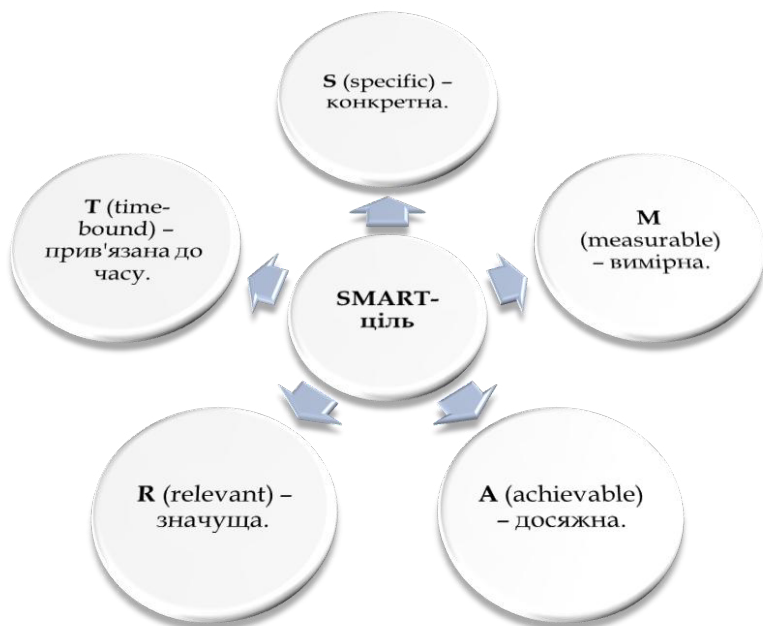 S (specific) –
конкретна.
T (time-
bound) –
прив'язана до
часу.
M
(measurable)
– вимірна.
SMART-
ціль
R (relevant) –
значуща.
A (achievable)
– досяжна.